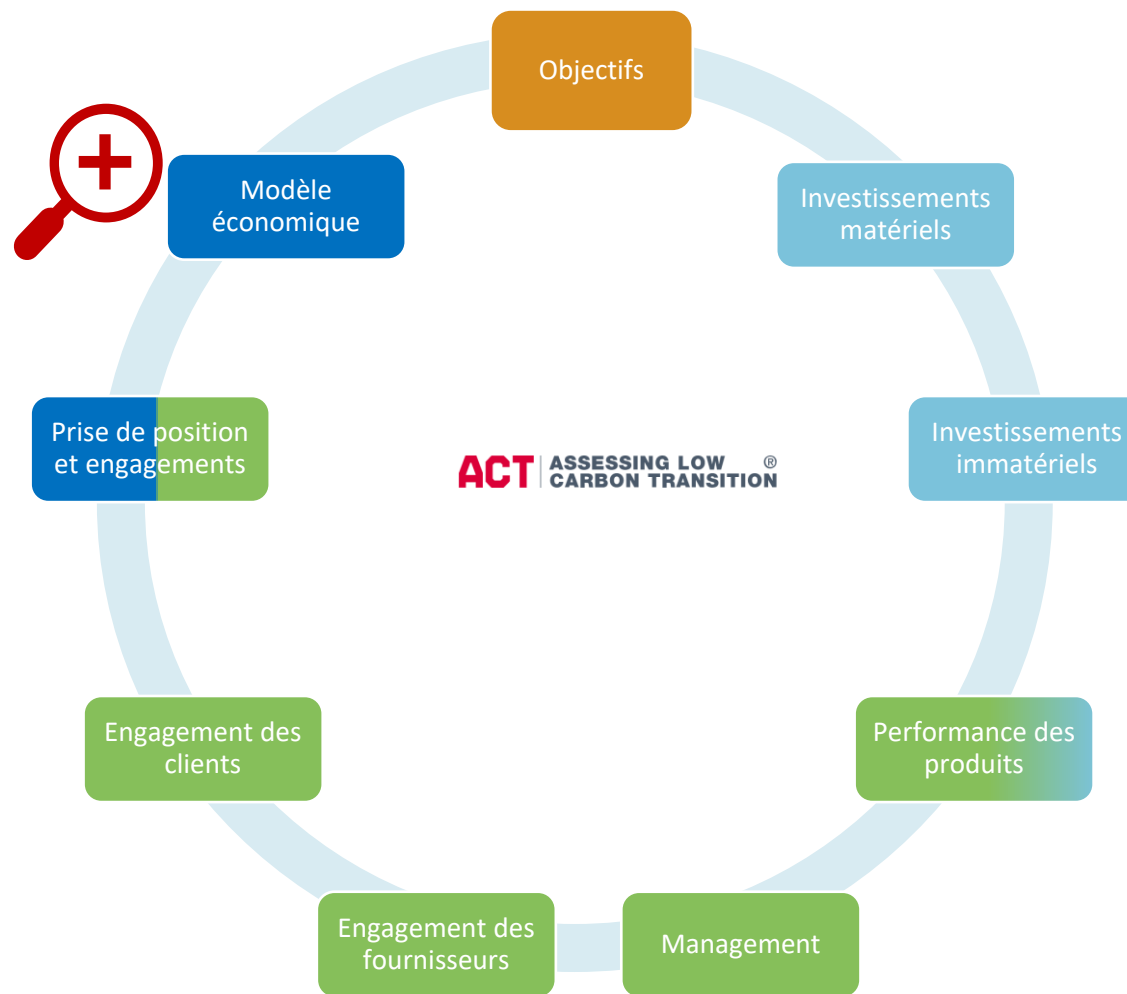 Objectifs
Modèle
économique
Investissements
matériels
Prise de position
et engagements
ACT ASSESSING LOW ®
CARBON TRANSITION
Investissements
immatériels
Engagement des
clients
Performance des
produits
Engagement des
fournisseurs
Management